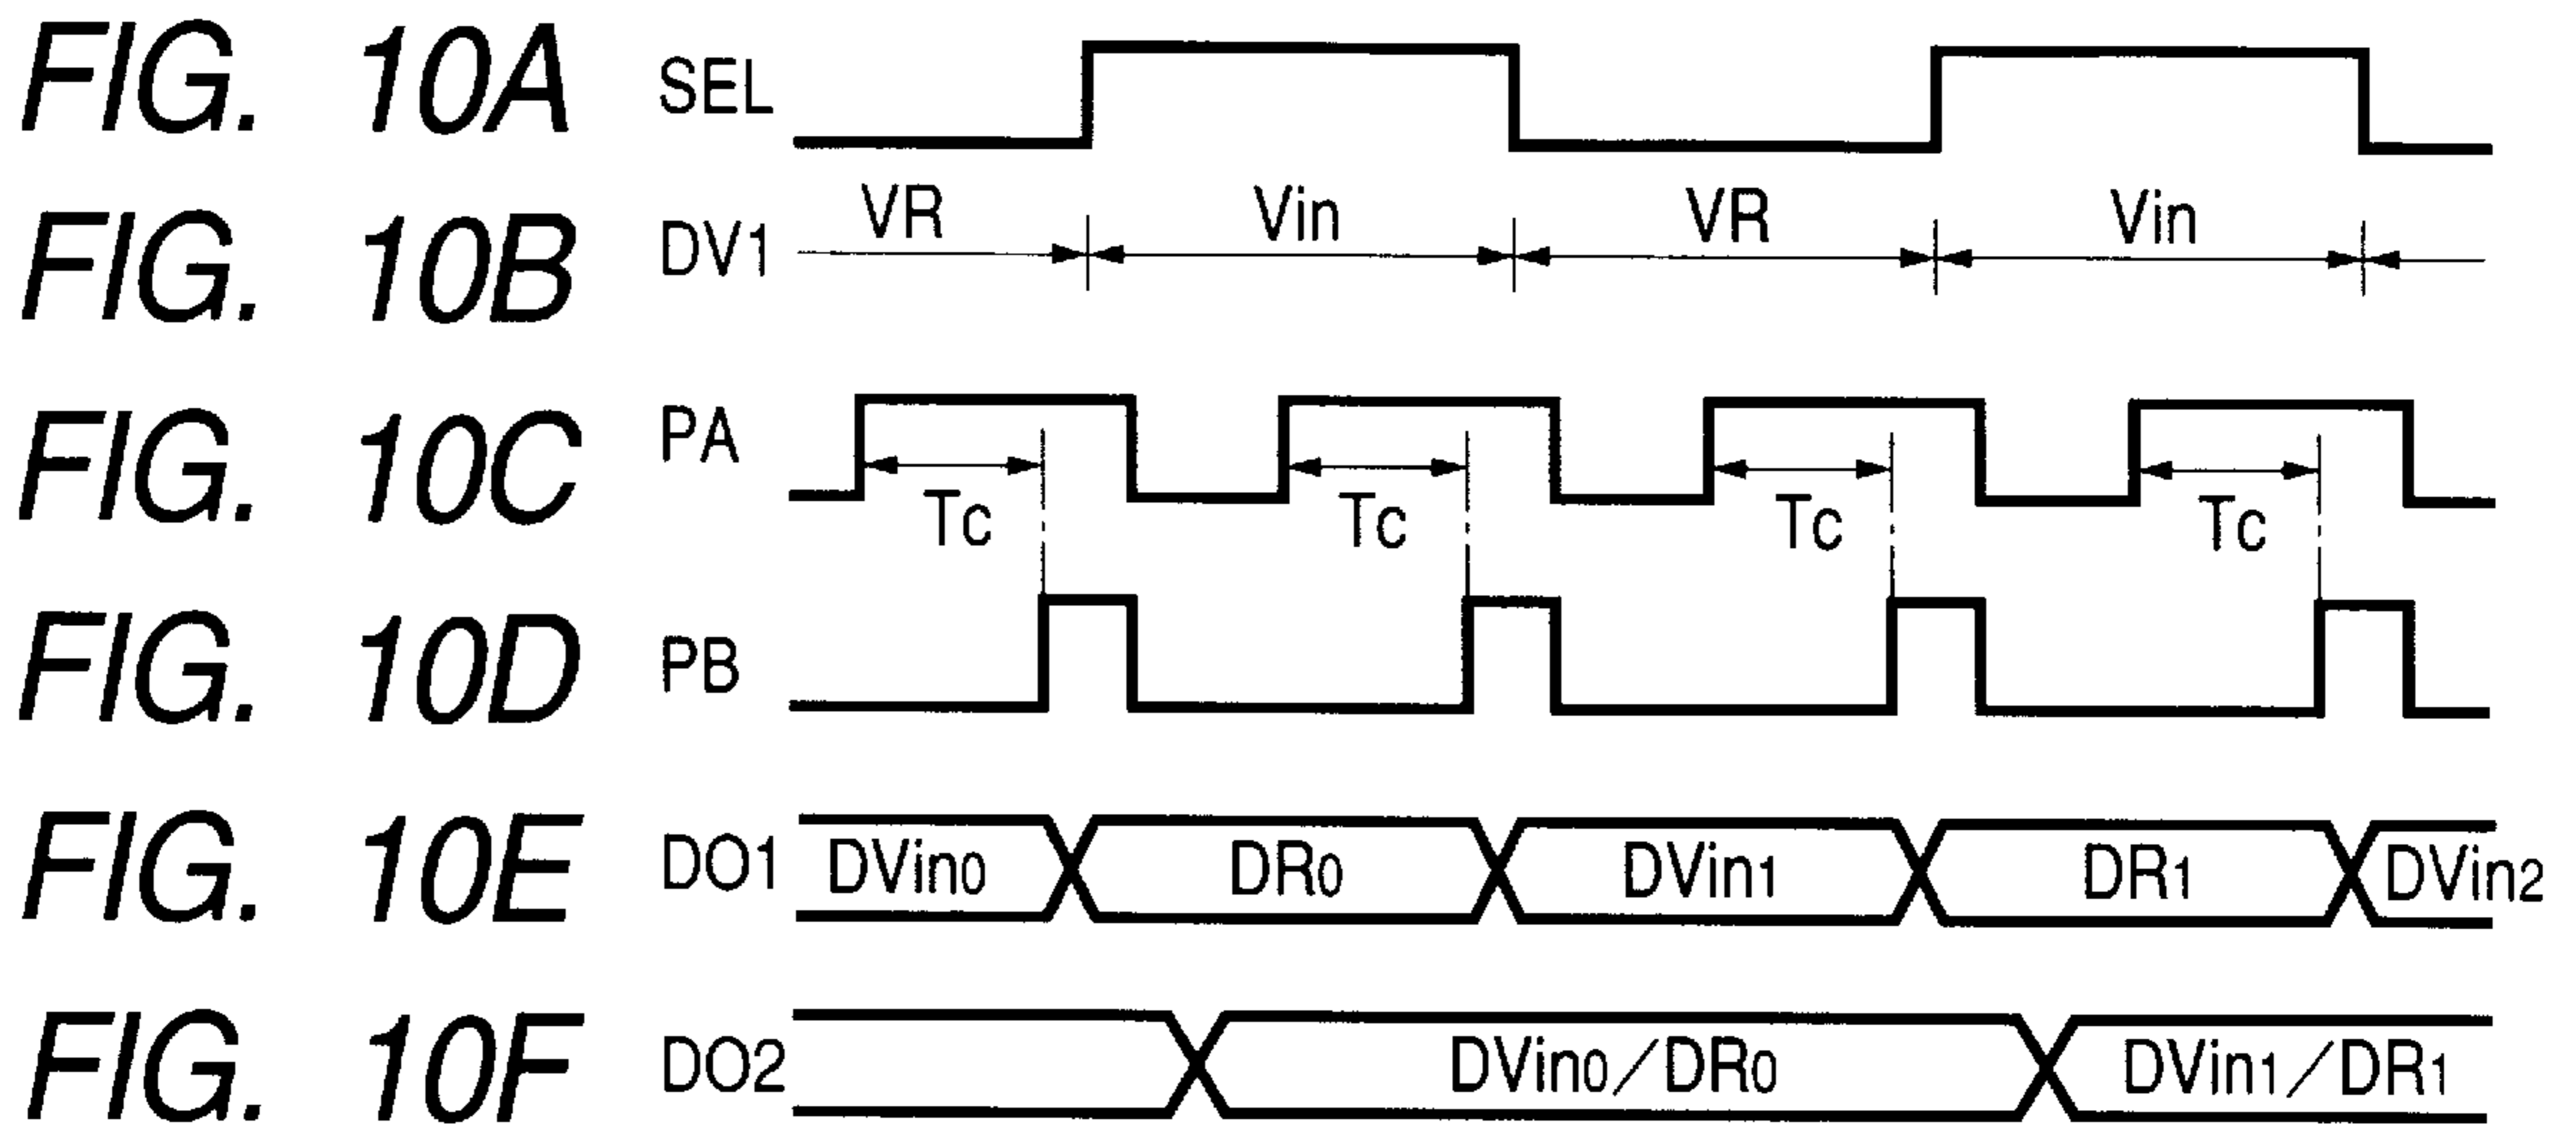 FIG. 10A SEL
FIG. 10B DV1 VR Vin VR Vin
FIG. 10C PA Tc Tc Tc Tc
FIG. 10D PB
FIG. 10E DO1 DVin0 DR0 DVin1 DR1 DVin2
FIG. 10F DO2 DVin0/DR0 DVin1/DR1